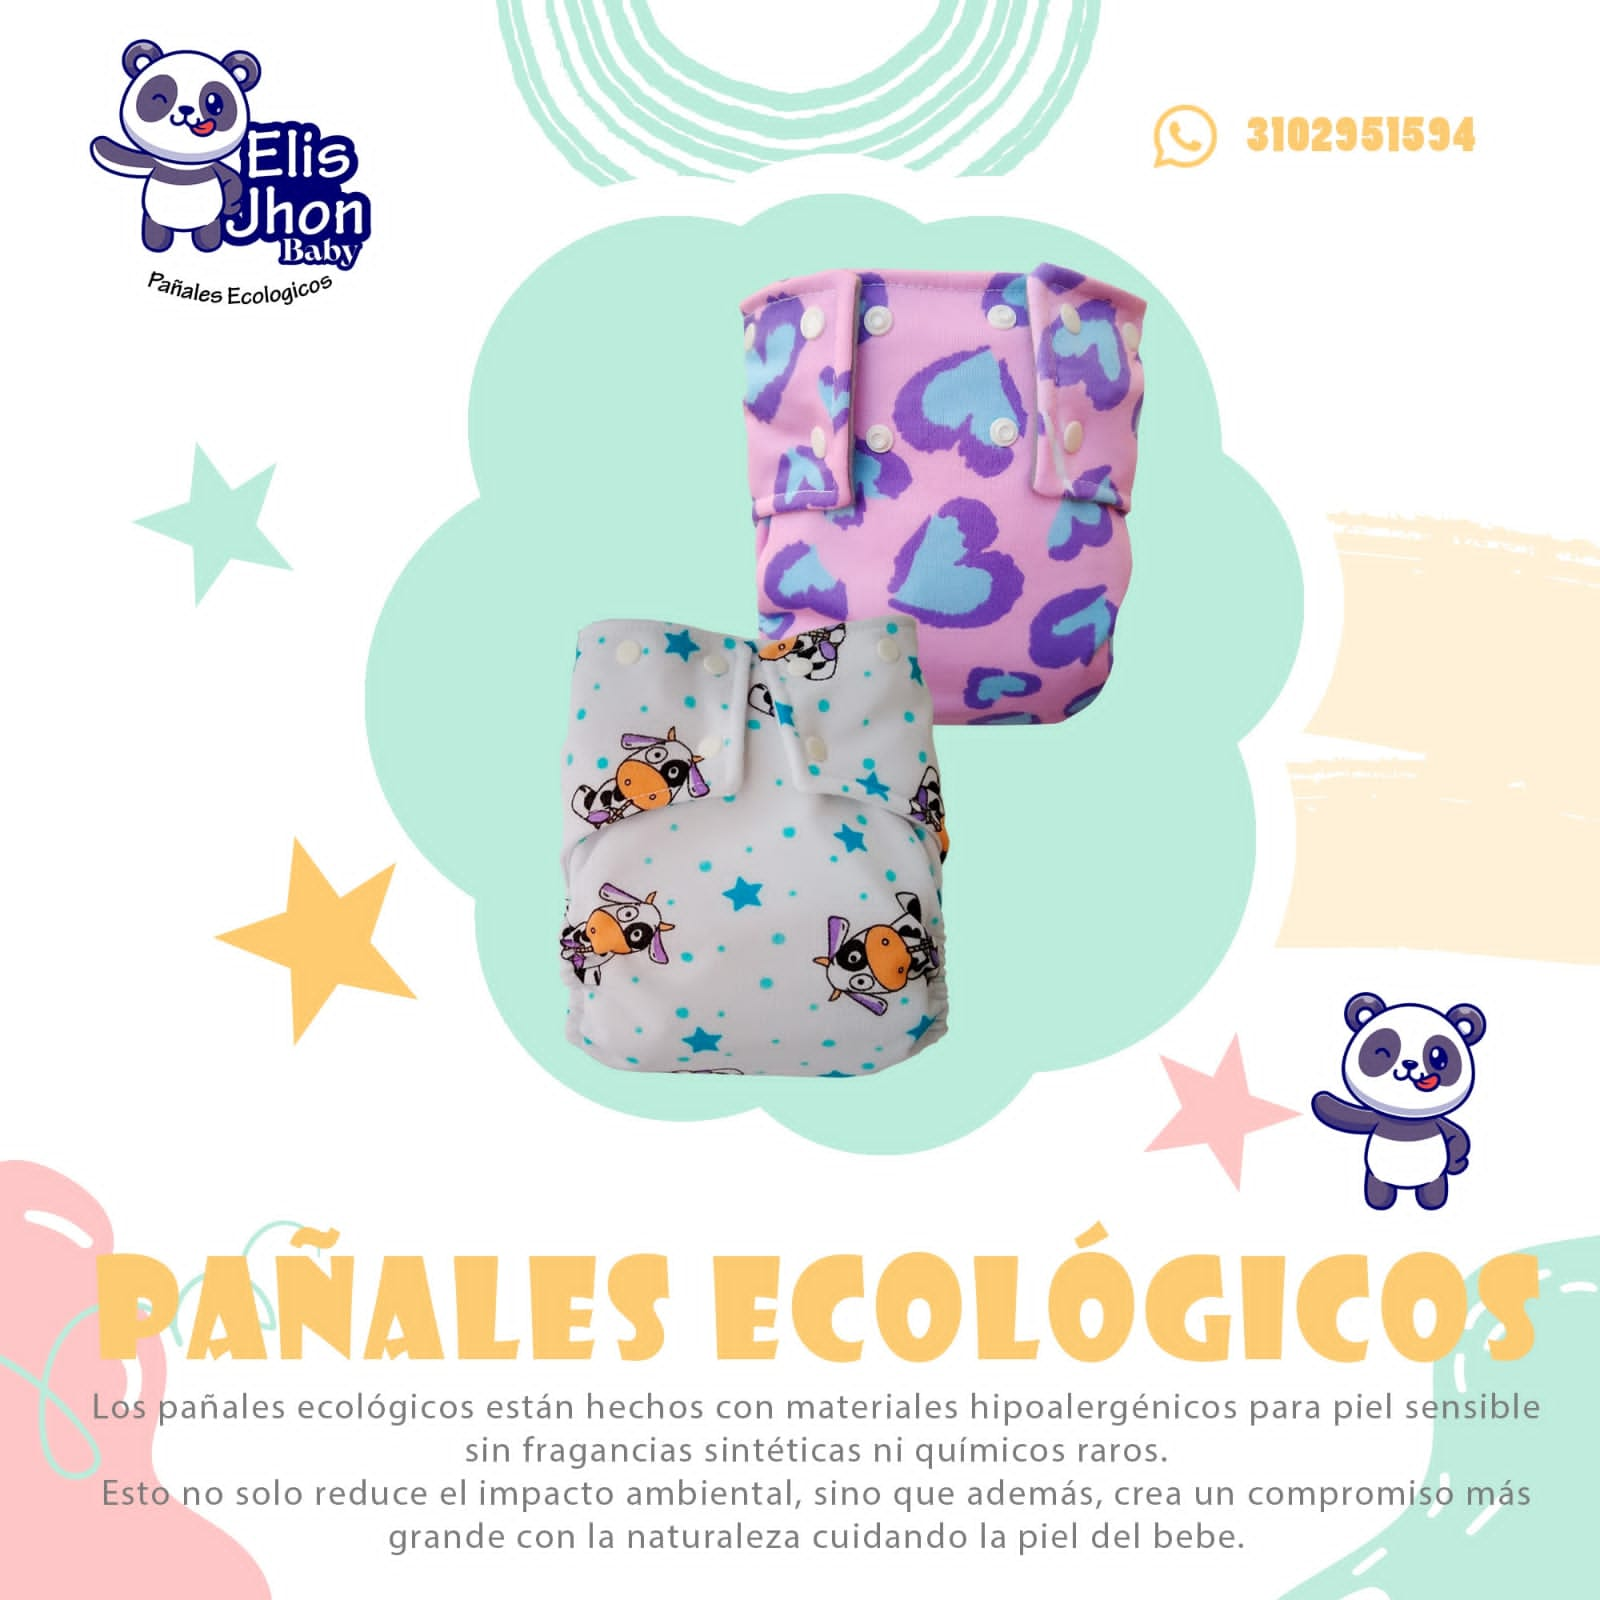 Elis
Jhon
Baby
Pañales Ecologicos
3102951594
PAÑALES ECOLÓGICOS
Los pañales ecológicos están hechos con materiales hipoalergénicos para piel sensible
sin fragancias sintéticas ni químicos raros.
Esto no solo reduce el impacto ambiental, sino que además, crea un compromiso más
grande con la naturaleza cuidando la piel del bebe.